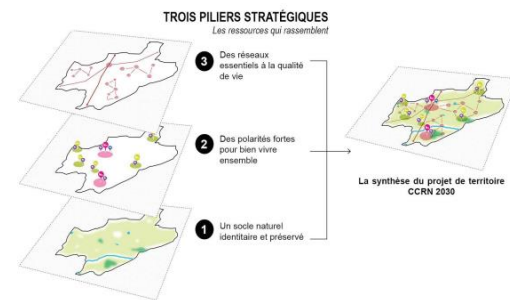 TROIS PILIERS STRATÉGIQUES
Les ressources qui rassemblent
3
Des réseaux
essentiels à la qualité
de vie
2
Des polarités fortes
pour bien vivre
ensemble
1
Un socle naturel
identitaire et préservé
La synthèse du projet de territoire
CCRN 2030